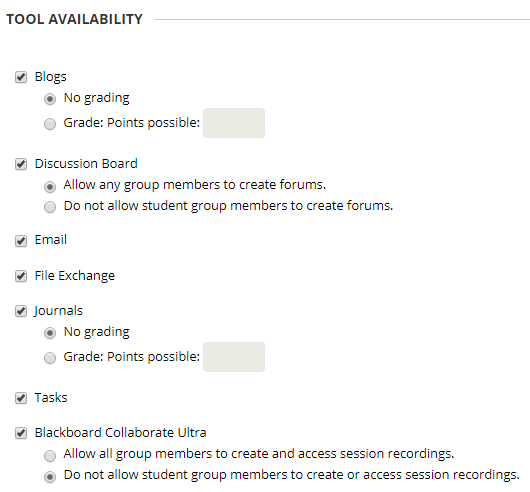 TOOL AVAILABILITY
Blogs
No grading
Grade: Points possible:
Discussion Board
Allow any group members to create forums.
Do not allow student group members to create forums.
Email
File Exchange
Journals
No grading
Grade: Points possible:
Tasks
Blackboard Collaborate Ultra
Allow all group members to create and access session recordings.
Do not allow student group members to create or access session recordings.